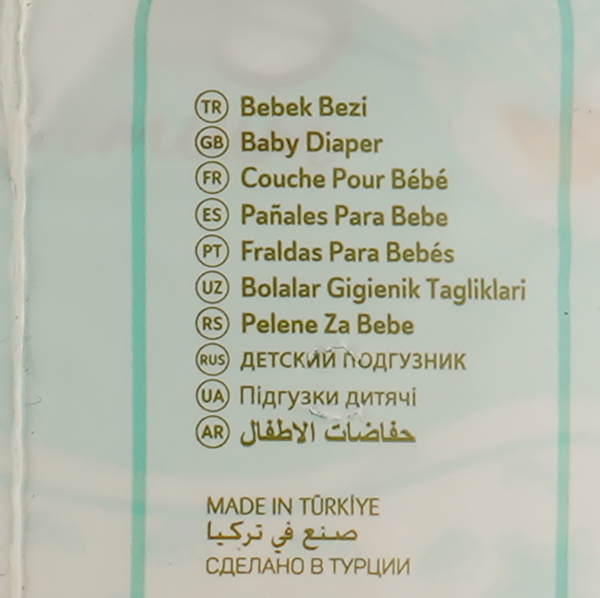 TR Bebek Bezi
GB Baby Diaper
FR Couche Pour Bébé
ES Pañales Para Bebe
PT Fraldas Para Bebés
UZ Bolalar Gigienik Tagliklari
RS Pelene Za Bebe
RUS ДЕТСКИЙ ПОДГУЗНИК
UA Підгузки дитячі
AR حفاضات الاطفال
MADE IN TÜRKİYE
صنع في تركيا
СДЕЛАНО В ТУРЦИИ